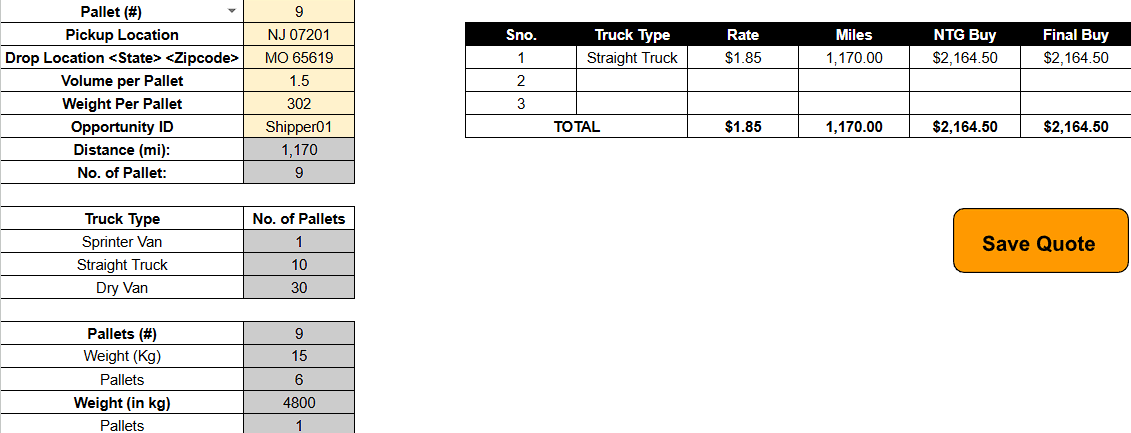 Pallet (#) 9
Pickup Location NJ 07201
Drop Location <State> <Zipcode> MO 65619
Volume per Pallet 1.5
Weight Per Pallet 302
Opportunity ID Shipper01
Distance (mi): 1,170
No. of Pallet: 9
Truck Type No. of Pallets
Sprinter Van 1
Straight Truck 10
Dry Van 30
Pallets (#) 9
Weight (Kg) 15
Pallets 6
Weight (in kg) 4800
Pallets 1
Sno. Truck Type Rate Miles NTG Buy Final Buy
1 Straight Truck $1.85 1,170.00 $2,164.50 $2,164.50
2
3
TOTAL $1.85 1,170.00 $2,164.50 $2,164.50
Save Quote